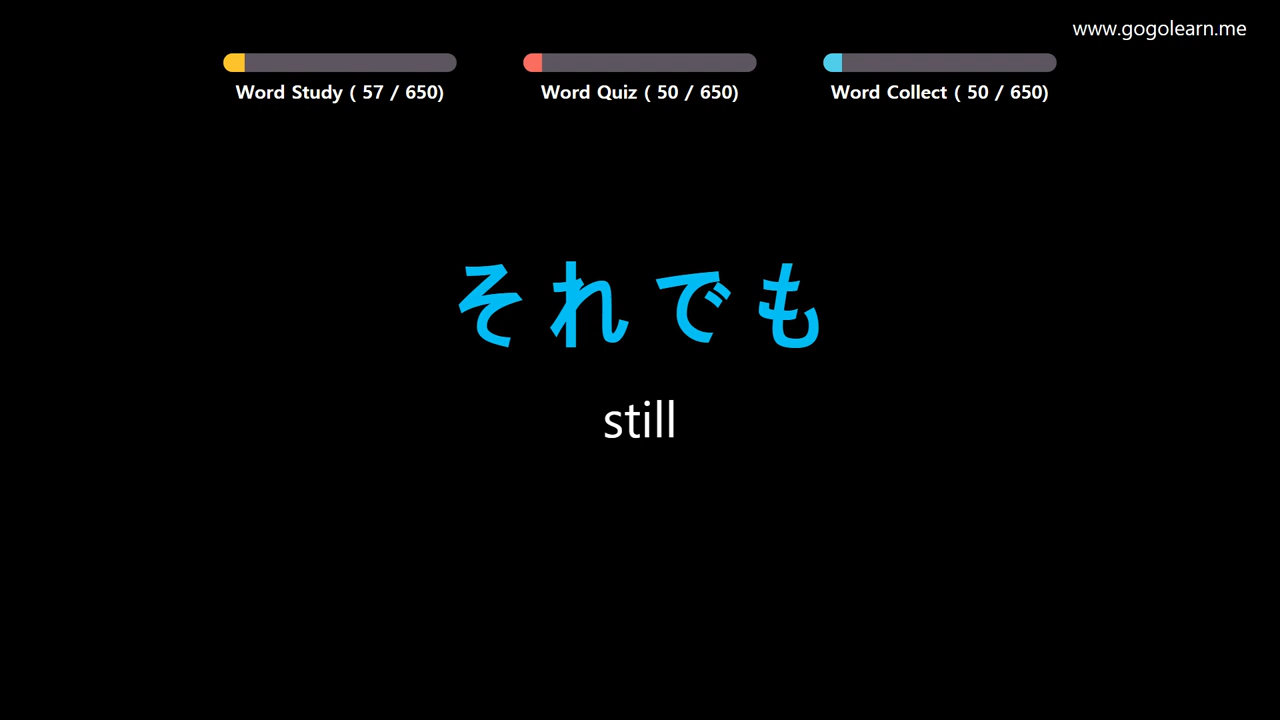 www.gogolearn.me
Word Study ( 57 / 650)
Word Quiz ( 50 / 650)
Word Collect ( 50 / 650)
それでも
still